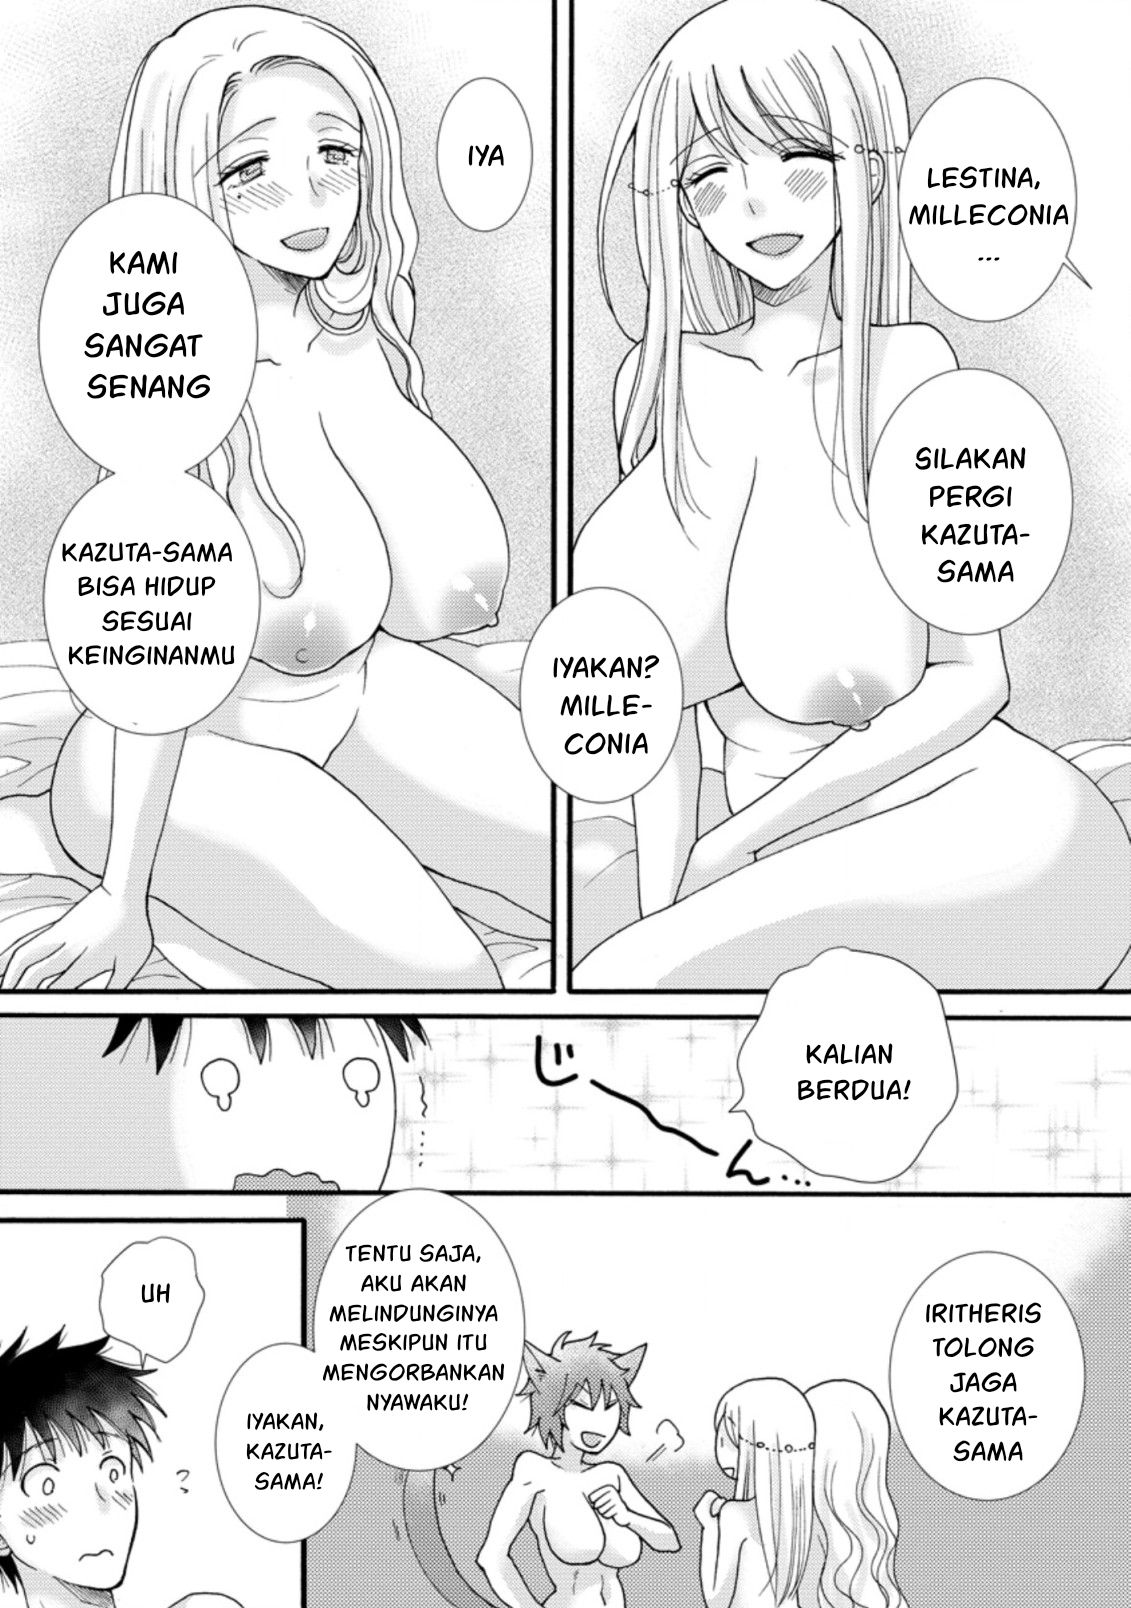 LESTINA,
MILLECONIA
...
SILAKAN
PERGI
KAZUTA-
SAMA
IYAKAN?
MILLE-
CONIA
IYA
KAMI
JUGA
SANGAT
SENANG
KAZUTA-SAMA
BISA HIDUP
SESUAI
KEINGINANMU
KALIAN
BERDUA!
じーん...
IRITHERIS
TOLONG
JAGA
KAZUTA-
SAMA
TENTU SAJA,
AKU AKAN
MELINDUNGINYA
MESKIPUN ITU
MENGORBANKAN
NYAWAKU!
IYAKAN,
KAZUTA-
SAMA!
UH